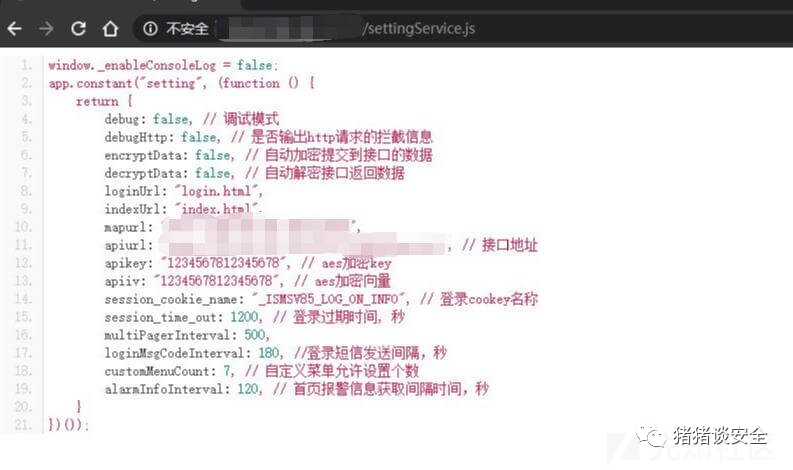 不安全 /settingService.js
1. window._enableConsoleLog = false;
2. app.constant("setting", (function () {
3. return {
4. debug: false, // 调试模式
5. debugHttp: false, // 是否输出http请求的拦截信息
6. encryptData: false, // 自动加密提交到接口的数据
7. decryptData: false, // 自动解密接口返回数据
8. loginUrl: "login.html",
9. indexUrl: "index.html",
10. mapurl: "",
11. apiurl: , // 接口地址
12. apikey: "1234567812345678", // aes加密key
13. apiiv: "1234567812345678", // aes加密向量
14. session_cookie_name: "_ISMSV85_LOG_ON_INFO", // 登录cookey名称
15. session_time_out: 1200, // 登录过期时间, 秒
16. multiPagerInterval: 500,
17. loginMsgCodeInterval: 180, //登录短信发送间隔，秒
18. customMenuCount: 7, // 自定义菜单允许设置个数
19. alarmInfoInterval: 120, // 首页报警信息获取间隔时间，秒
20. }
21. })());
猪猪谈安全
先知社区